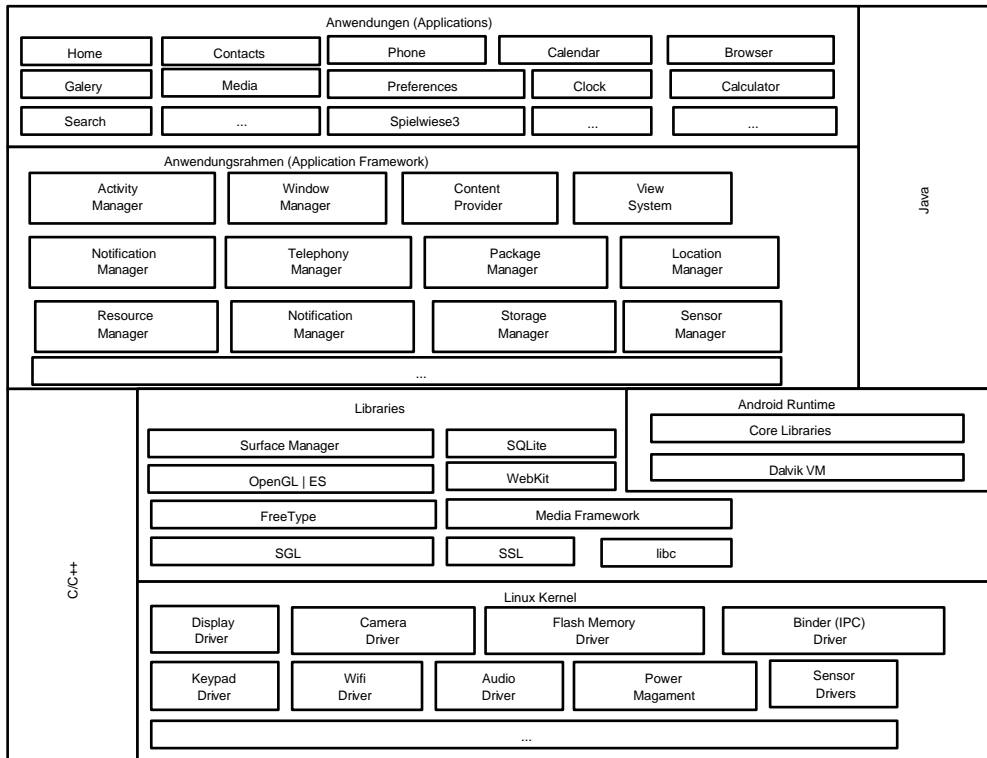 Anwendungen (Applications)
Home
Contacts
Phone
Calendar
Browser
Galery
Media
Preferences
Clock
Calculator
Search
...
Spielwiese3
...
...
Anwendungsrahmen (Application Framework)
Activity
Manager
Window
Manager
Content
Provider
View
System
Notification
Manager
Telephony
Manager
Package
Manager
Location
Manager
Resource
Manager
Notification
Manager
Storage
Manager
Sensor
Manager
...
Java
C/C++
Libraries
Surface Manager
SQLite
OpenGL | ES
WebKit
FreeType
Media Framework
SGL
SSL
libc
Android Runtime
Core Libraries
Dalvik VM
Linux Kernel
Display
Driver
Camera
Driver
Flash Memory
Driver
Binder (IPC)
Driver
Keypad
Driver
Wifi
Driver
Audio
Driver
Power
Magament
Sensor
Drivers
...